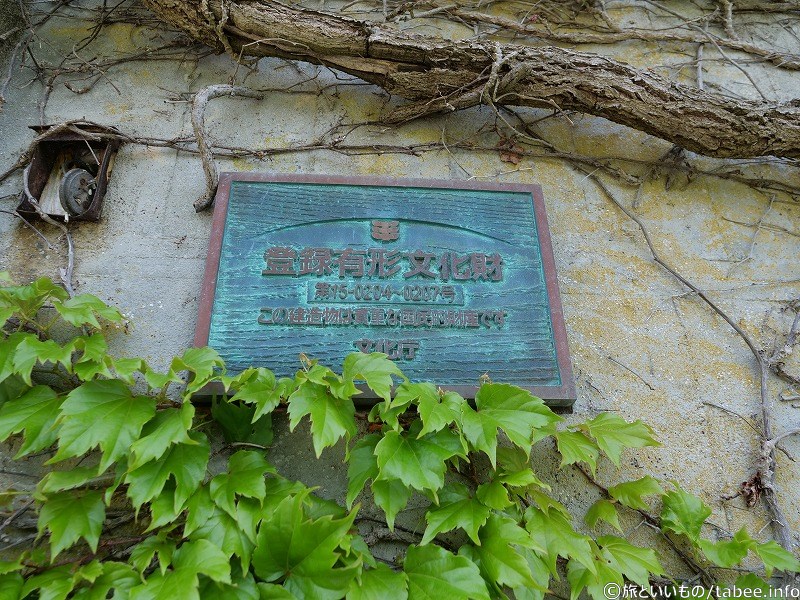 登録有形文化財
第15-0204~0207号
この建造物は貴重な国民的財産です
文化庁
©旅といいもの/tabee.info